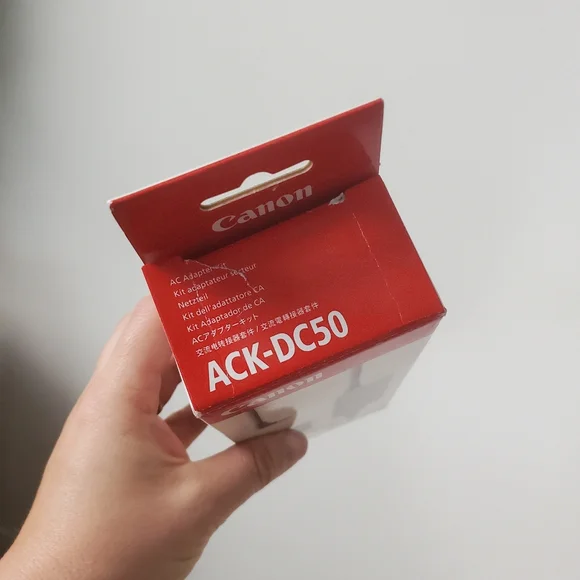 Canon
AC Adapter Kit
Kit adaptateur secteur
Netzteil
Kit dell'adattatore CA
Kit Adaptador de CA
ACアダプターキット
交流电转接器套件 / 交流電轉接器套件
ACK-DC50
Canon